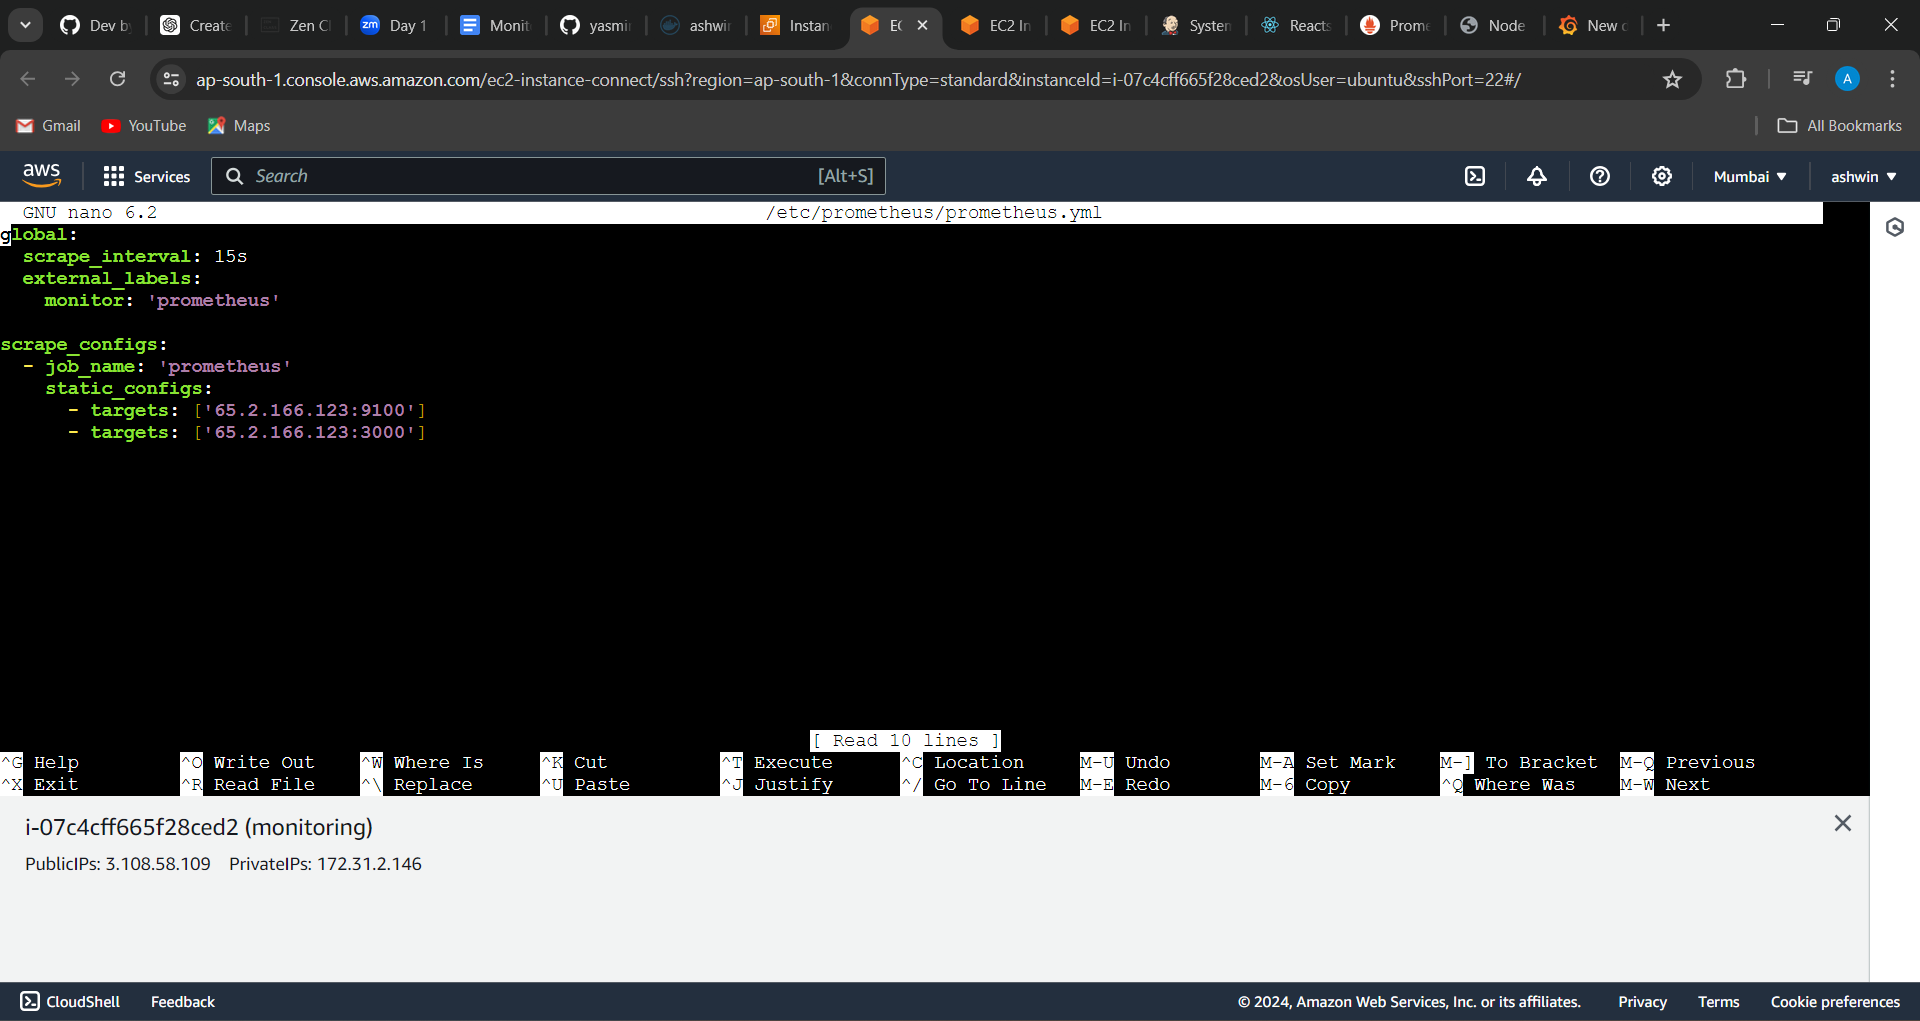 Dev by
Create
Zen Cl
zm Day 1
Monit
yasmin
ashwin
Instan
EC
EC2 In
EC2 In
System
Reacts
Prome
Node
New d
ap-south-1.console.aws.amazon.com/ec2-instance-connect/ssh?region=ap-south-1&connType=standard&instanceId=i-07c4cff665f28ced2&osUser=ubuntu&sshPort=22#/
A
Gmail YouTube Maps All Bookmarks
aws Services Search [Alt+S] Mumbai ▼ ashwin ▼
GNU nano 6.2 /etc/prometheus/prometheus.yml
global:
  scrape_interval: 15s
  external_labels:
    monitor: 'prometheus'
scrape_configs:
  - job_name: 'prometheus'
    static_configs:
      - targets: ['65.2.166.123:9100']
      - targets: ['65.2.166.123:3000']
[ Read 10 lines ]
^G Help ^O Write Out ^W Where Is ^K Cut ^T Execute ^C Location M-U Undo M-A Set Mark M-] To Bracket M-Q Previous
^X Exit ^R Read File ^\ Replace ^U Paste ^J Justify ^/ Go To Line M-E Redo M-6 Copy ^Q Where Was M-W Next
i-07c4cff665f28ced2 (monitoring)
PublicIPs: 3.108.58.109 PrivateIPs: 172.31.2.146
CloudShell Feedback © 2024, Amazon Web Services, Inc. or its affiliates. Privacy Terms Cookie preferences